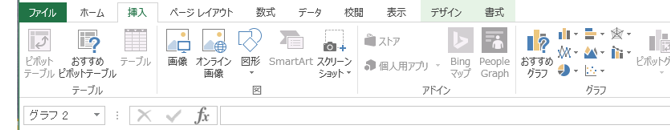 ファイル ホーム 挿入 ページ レイアウト 数式 データ 校閲 表示 デザイン 書式
ピボット
テーブル
おすすめ
ピボットテーブル
テーブル
画像
オンライン
画像
図形
SmartArt
スクリーン
ショット
ストア
個人用アプリ
Bing
マップ
People
Graph
おすすめ
グラフ
ピボットグ
テーブル 図 アドイン グラフ
グラフ 2 fx